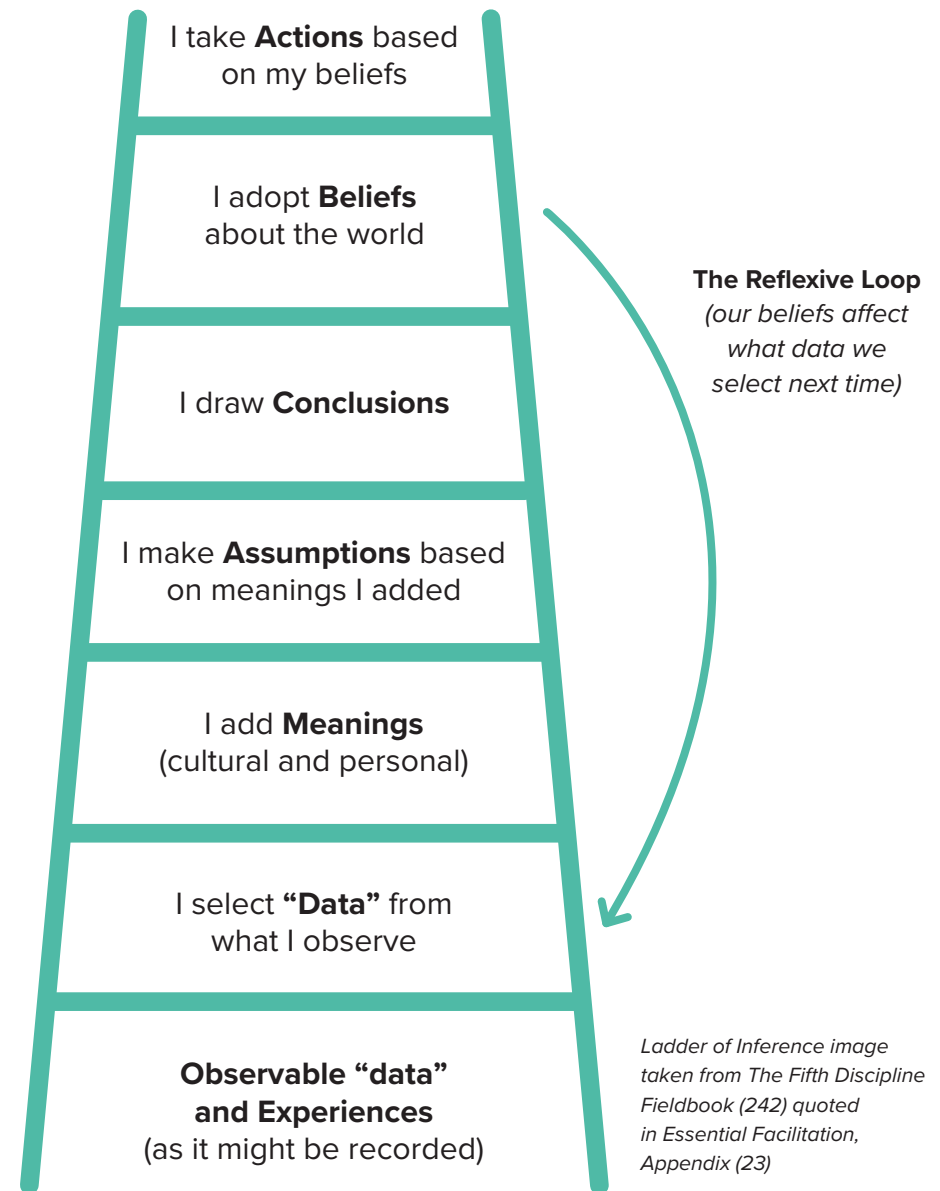 I take Actions based
on my beliefs
I adopt Beliefs
about the world
The Reflexive Loop
(our beliefs affect
what data we
select next time)
I draw Conclusions
I make Assumptions based
on meanings I added
I add Meanings
(cultural and personal)
I select “Data” from
what I observe
Observable “data”
and Experiences
(as it might be recorded)
Ladder of Inference image
taken from The Fifth Discipline
Fieldbook (242) quoted
in Essential Facilitation,
Appendix (23)